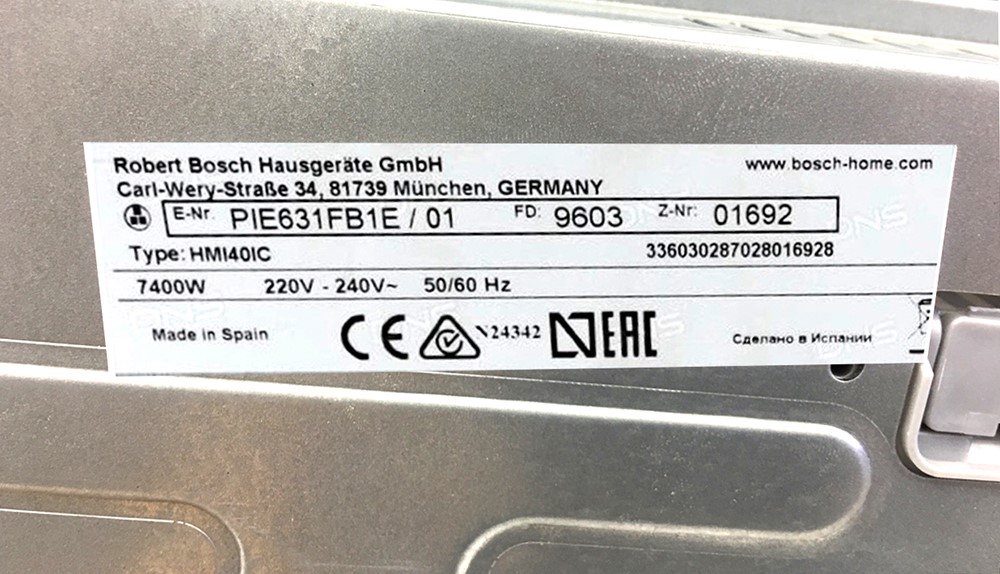 Robert Bosch Hausgeräte GmbH www.bosch-home.com
Carl-Wery-Straße 34, 81739 München, GERMANY
E-Nr. PIE631FB1E / 01 FD: 9603 Z-Nr: 01692
Type: HMI40IC 336030287028016928
7400W 220V - 240V~ 50/60 Hz
Made in Spain CE N24342 EAC Сделано в Испании
DNS